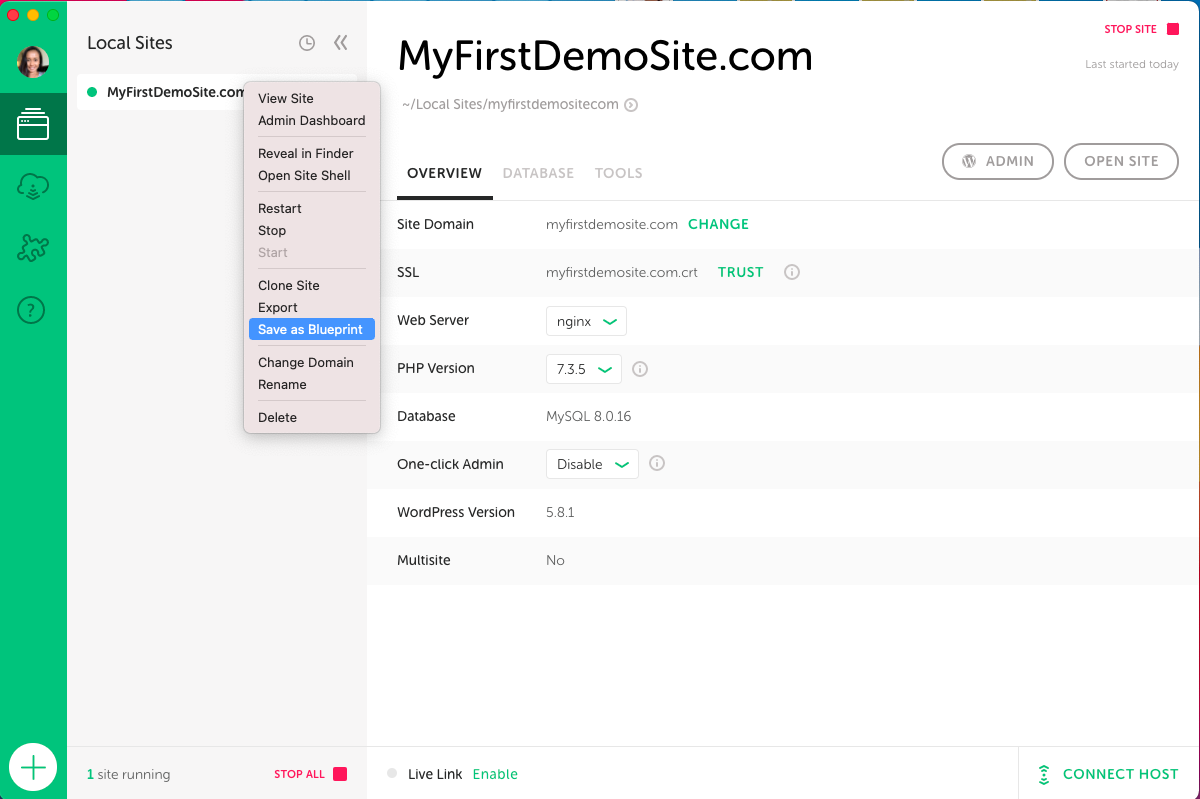 Local Sites
MyFirstDemoSite.com
View Site
Admin Dashboard
Reveal in Finder
Open Site Shell
Restart
Stop
Start
Clone Site
Export
Save as Blueprint
Change Domain
Rename
Delete
1 site running
STOP ALL
MyFirstDemoSite.com
STOP SITE
Last started today
~/Local Sites/myfirstdemositecom
ADMIN
OPEN SITE
OVERVIEW DATABASE TOOLS
Site Domain myfirstdemosite.com CHANGE
SSL myfirstdemosite.com.crt TRUST
Web Server nginx
PHP Version 7.3.5
Database MySQL 8.0.16
One-click Admin Disable
WordPress Version 5.8.1
Multisite No
Live Link Enable
CONNECT HOST